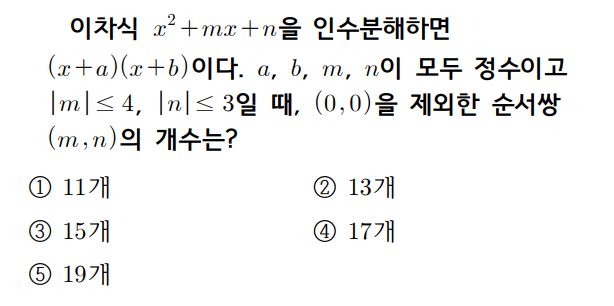 이차식 x²+mx+n을 인수분해하면
(x+a)(x+b)이다. a, b, m, n이 모두 정수이고
|m|≤4, |n|≤3일 때, (0,0)을 제외한 순서쌍
(m,n)의 개수는?
① 11개 ② 13개
③ 15개 ④ 17개
⑤ 19개